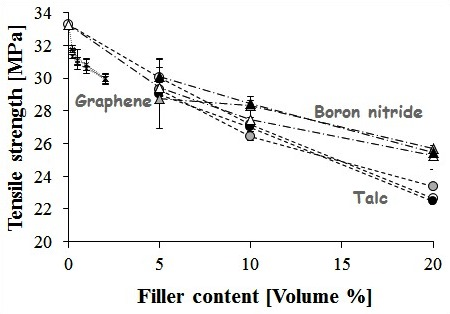 34
32
30
28
26
24
22
20
Tensile strength [MPa]
Graphene
Boron nitride
Talc
0 5 10 15 20
Filler content [Volume %]